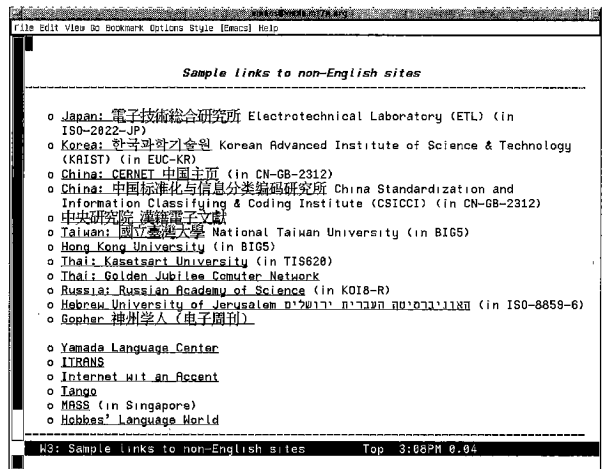 File Edit View Go Bookmark Options Style [Emacs] Help
Sample links to non-English sites
o Japan: 電子技術総合研究所 Electrotechnical Laboratory (ETL) (in
ISO-2022-JP)
o Korea: 한국과학기술원 Korean Advanced Institute of Science & Technology
(KAIST) (in EUC-KR)
o China: CERNET 中国主页 (in CN-GB-2312)
o China: 中国标准化与信息分类编码研究所 China Standardization and
Information Classifying & Coding Institute (CSICCI) (in CN-GB-2312)
o 中央研究院 漢籍電子文獻
o Taiwan: 國立臺灣大學 National Taiwan University (in BIG5)
o Hong Kong University (in BIG5)
o Thai: Kasetsart University (in TIS620)
o Thai: Golden Jubilee Comuter Network
o Russia: Russian Academy of Science (in KOI8-R)
o Hebrew University of Jerusalem האוניברסיטה העברית ירושלים (in ISO-8859-6)
o Gopher 神州学人（电子周刊）
o Yamada Language Center
o ITRANS
o Internet wit an Accent
o Tango
o MASS (in Singapore)
o Hobbes' Language World
W3: Sample links to non-English sites Top 3:08PM 0.04